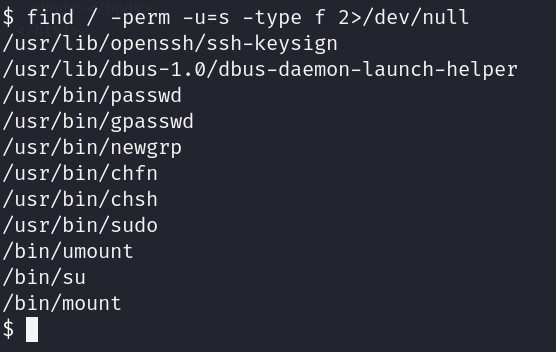 $ find / -perm -u=s -type f 2>/dev/null
/usr/lib/openssh/ssh-keysign
/usr/lib/dbus-1.0/dbus-daemon-launch-helper
/usr/bin/passwd
/usr/bin/gpasswd
/usr/bin/newgrp
/usr/bin/chfn
/usr/bin/chsh
/usr/bin/sudo
/bin/umount
/bin/su
/bin/mount
$